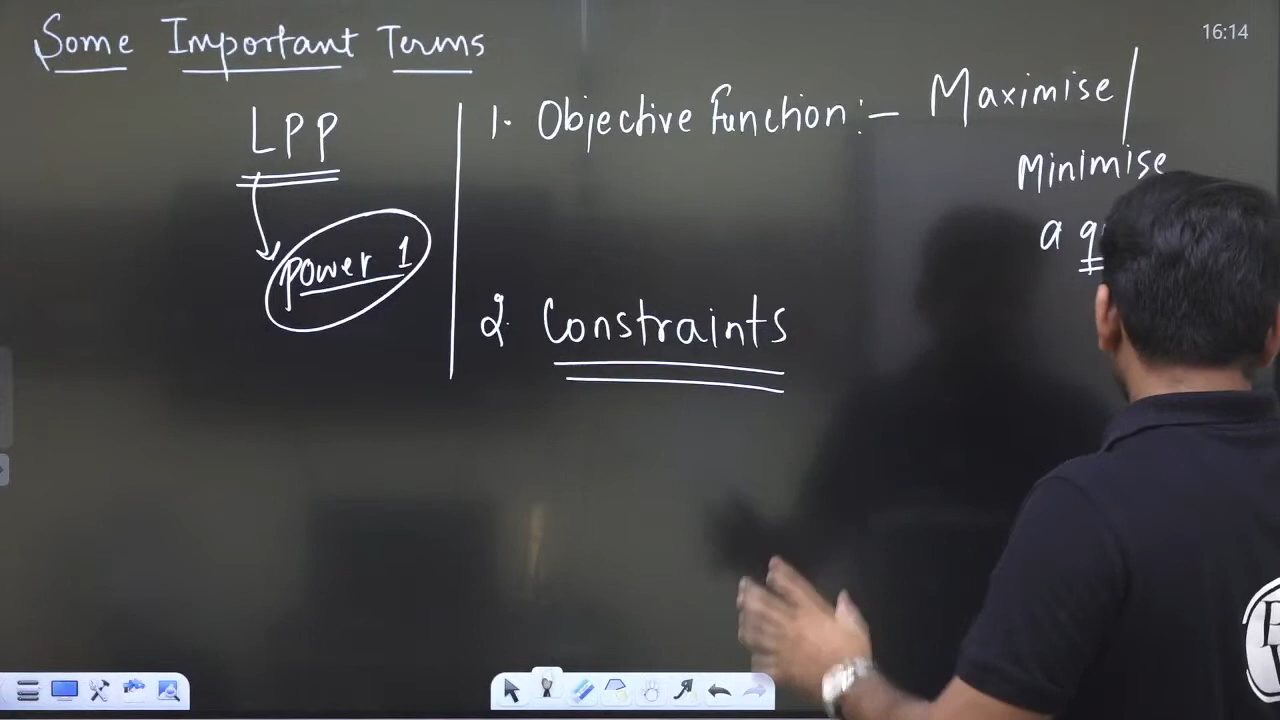 Some Important Terms
16:14
LPP
power 1
1. Objective Function:- Maximise/
Minimise
a
2. Constraints